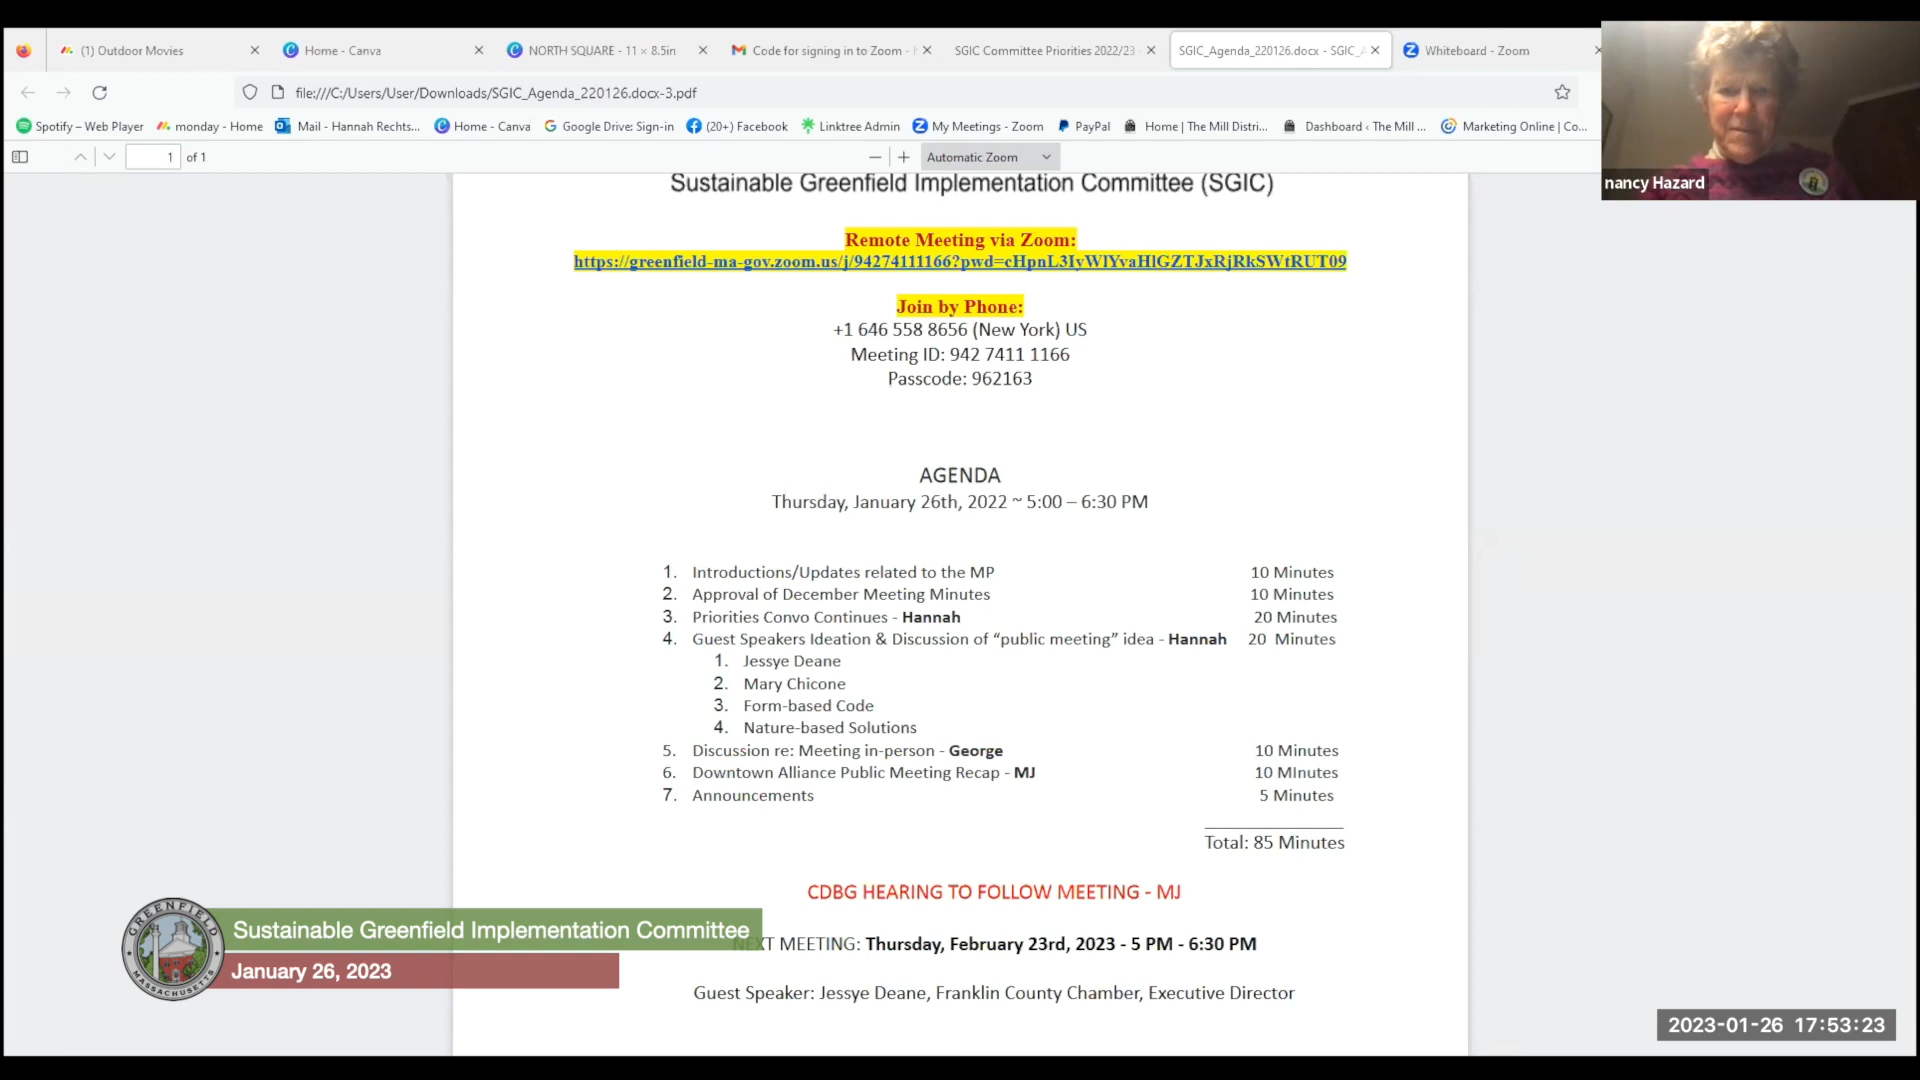 (1) Outdoor Movies
Home - Canva
NORTH SQUARE - 11 × 8.5in
Code for signing in to Zoom -
SGIC Committee Priorities 2022/23
SGIC_Agenda_220126.docx - SGIC_
Whiteboard - Zoom
file:///C:/Users/User/Downloads/SGIC_Agenda_220126.docx-3.pdf
Spotify – Web Player
monday - Home
Mail - Hannah Rechts...
Home - Canva
Google Drive: Sign-in
(20+) Facebook
Linktree Admin
My Meetings - Zoom
PayPal
Home | The Mill Distri...
Dashboard ‹ The Mill ...
Marketing Online | Co...
1 of 1
Automatic Zoom
nancy Hazard
Sustainable Greenfield Implementation Committee (SGIC)
Remote Meeting via Zoom:
https://greenfield-ma-gov.zoom.us/j/94274111166?pwd=cHpnL3IyWlYvaHlGZTJxRjRkSWtRUT09
Join by Phone:
+1 646 558 8656 (New York) US
Meeting ID: 942 7411 1166
Passcode: 962163
AGENDA
Thursday, January 26th, 2022 ~ 5:00 – 6:30 PM
1. Introductions/Updates related to the MP 10 Minutes
2. Approval of December Meeting Minutes 10 Minutes
3. Priorities Convo Continues - Hannah 20 Minutes
4. Guest Speakers Ideation & Discussion of “public meeting” idea - Hannah 20 Minutes
1. Jessye Deane
2. Mary Chicone
3. Form-based Code
4. Nature-based Solutions
5. Discussion re: Meeting in-person - George 10 Minutes
6. Downtown Alliance Public Meeting Recap - MJ 10 MInutes
7. Announcements 5 Minutes
Total: 85 Minutes
CDBG HEARING TO FOLLOW MEETING - MJ
NEXT MEETING: Thursday, February 23rd, 2023 - 5 PM - 6:30 PM
Guest Speaker: Jessye Deane, Franklin County Chamber, Executive Director
GREENFIELD
MASSACHUSETTS
Sustainable Greenfield Implementation Committee
January 26, 2023
2023-01-26 17:53:23